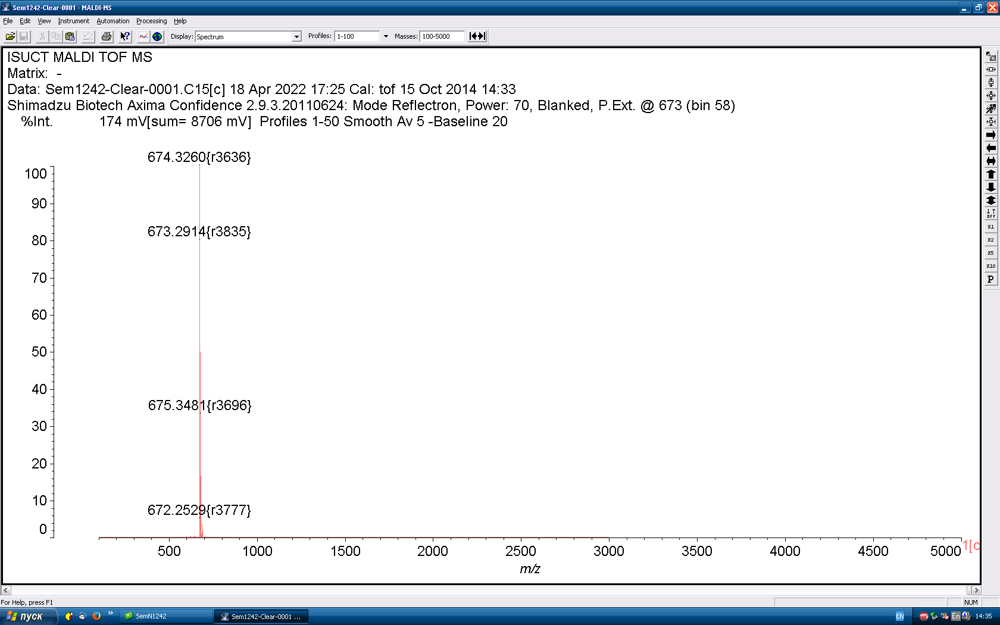 Sem1242-Clear-0001 - MALDI-MS
File Edit View Instrument Automation Processing Help
Display: Spectrum Profiles: 1-100 Masses: 100-5000
ISUCT MALDI TOF MS
Matrix: -
Data: Sem1242-Clear-0001.C15[c] 18 Apr 2022 17:25 Cal: tof 15 Oct 2014 14:33
Shimadzu Biotech Axima Confidence 2.9.3.20110624: Mode Reflectron, Power: 70, Blanked, P.Ext. @ 673 (bin 58)
%Int. 174 mV[sum= 8706 mV] Profiles 1-50 Smooth Av 5 -Baseline 20
674.3260{r3636}
100
90
673.2914{r3835}
80
70
60
50
40
675.3481{r3696}
30
20
10
672.2529{r3777}
0
500 1000 1500 2000 2500 3000 3500 4000 4500 5000
1[c
m/z
OFF
X1
X2
X5
X10
P
For Help, press F1
NUM
пуск
SemN1242
Sem1242-Clear-0001 ...
EN
En
14:35